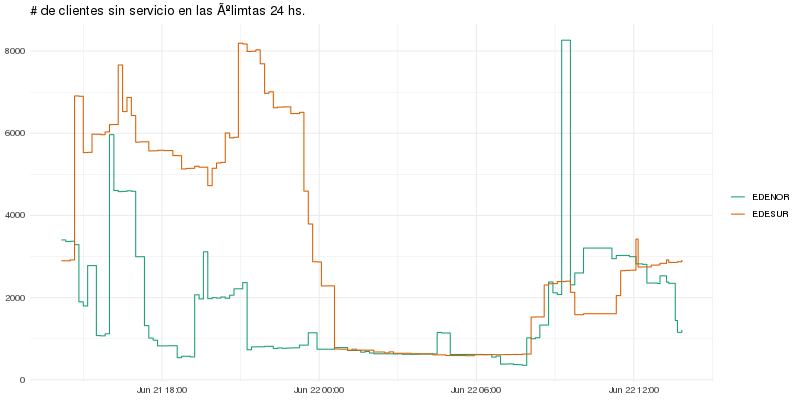 # de clientes sin servicio en las Ãºlimtas 24 hs.
8000
6000
4000
2000
0
Jun 21 18:00 Jun 22 00:00 Jun 22 06:00 Jun 22 12:00
EDENOR
EDESUR